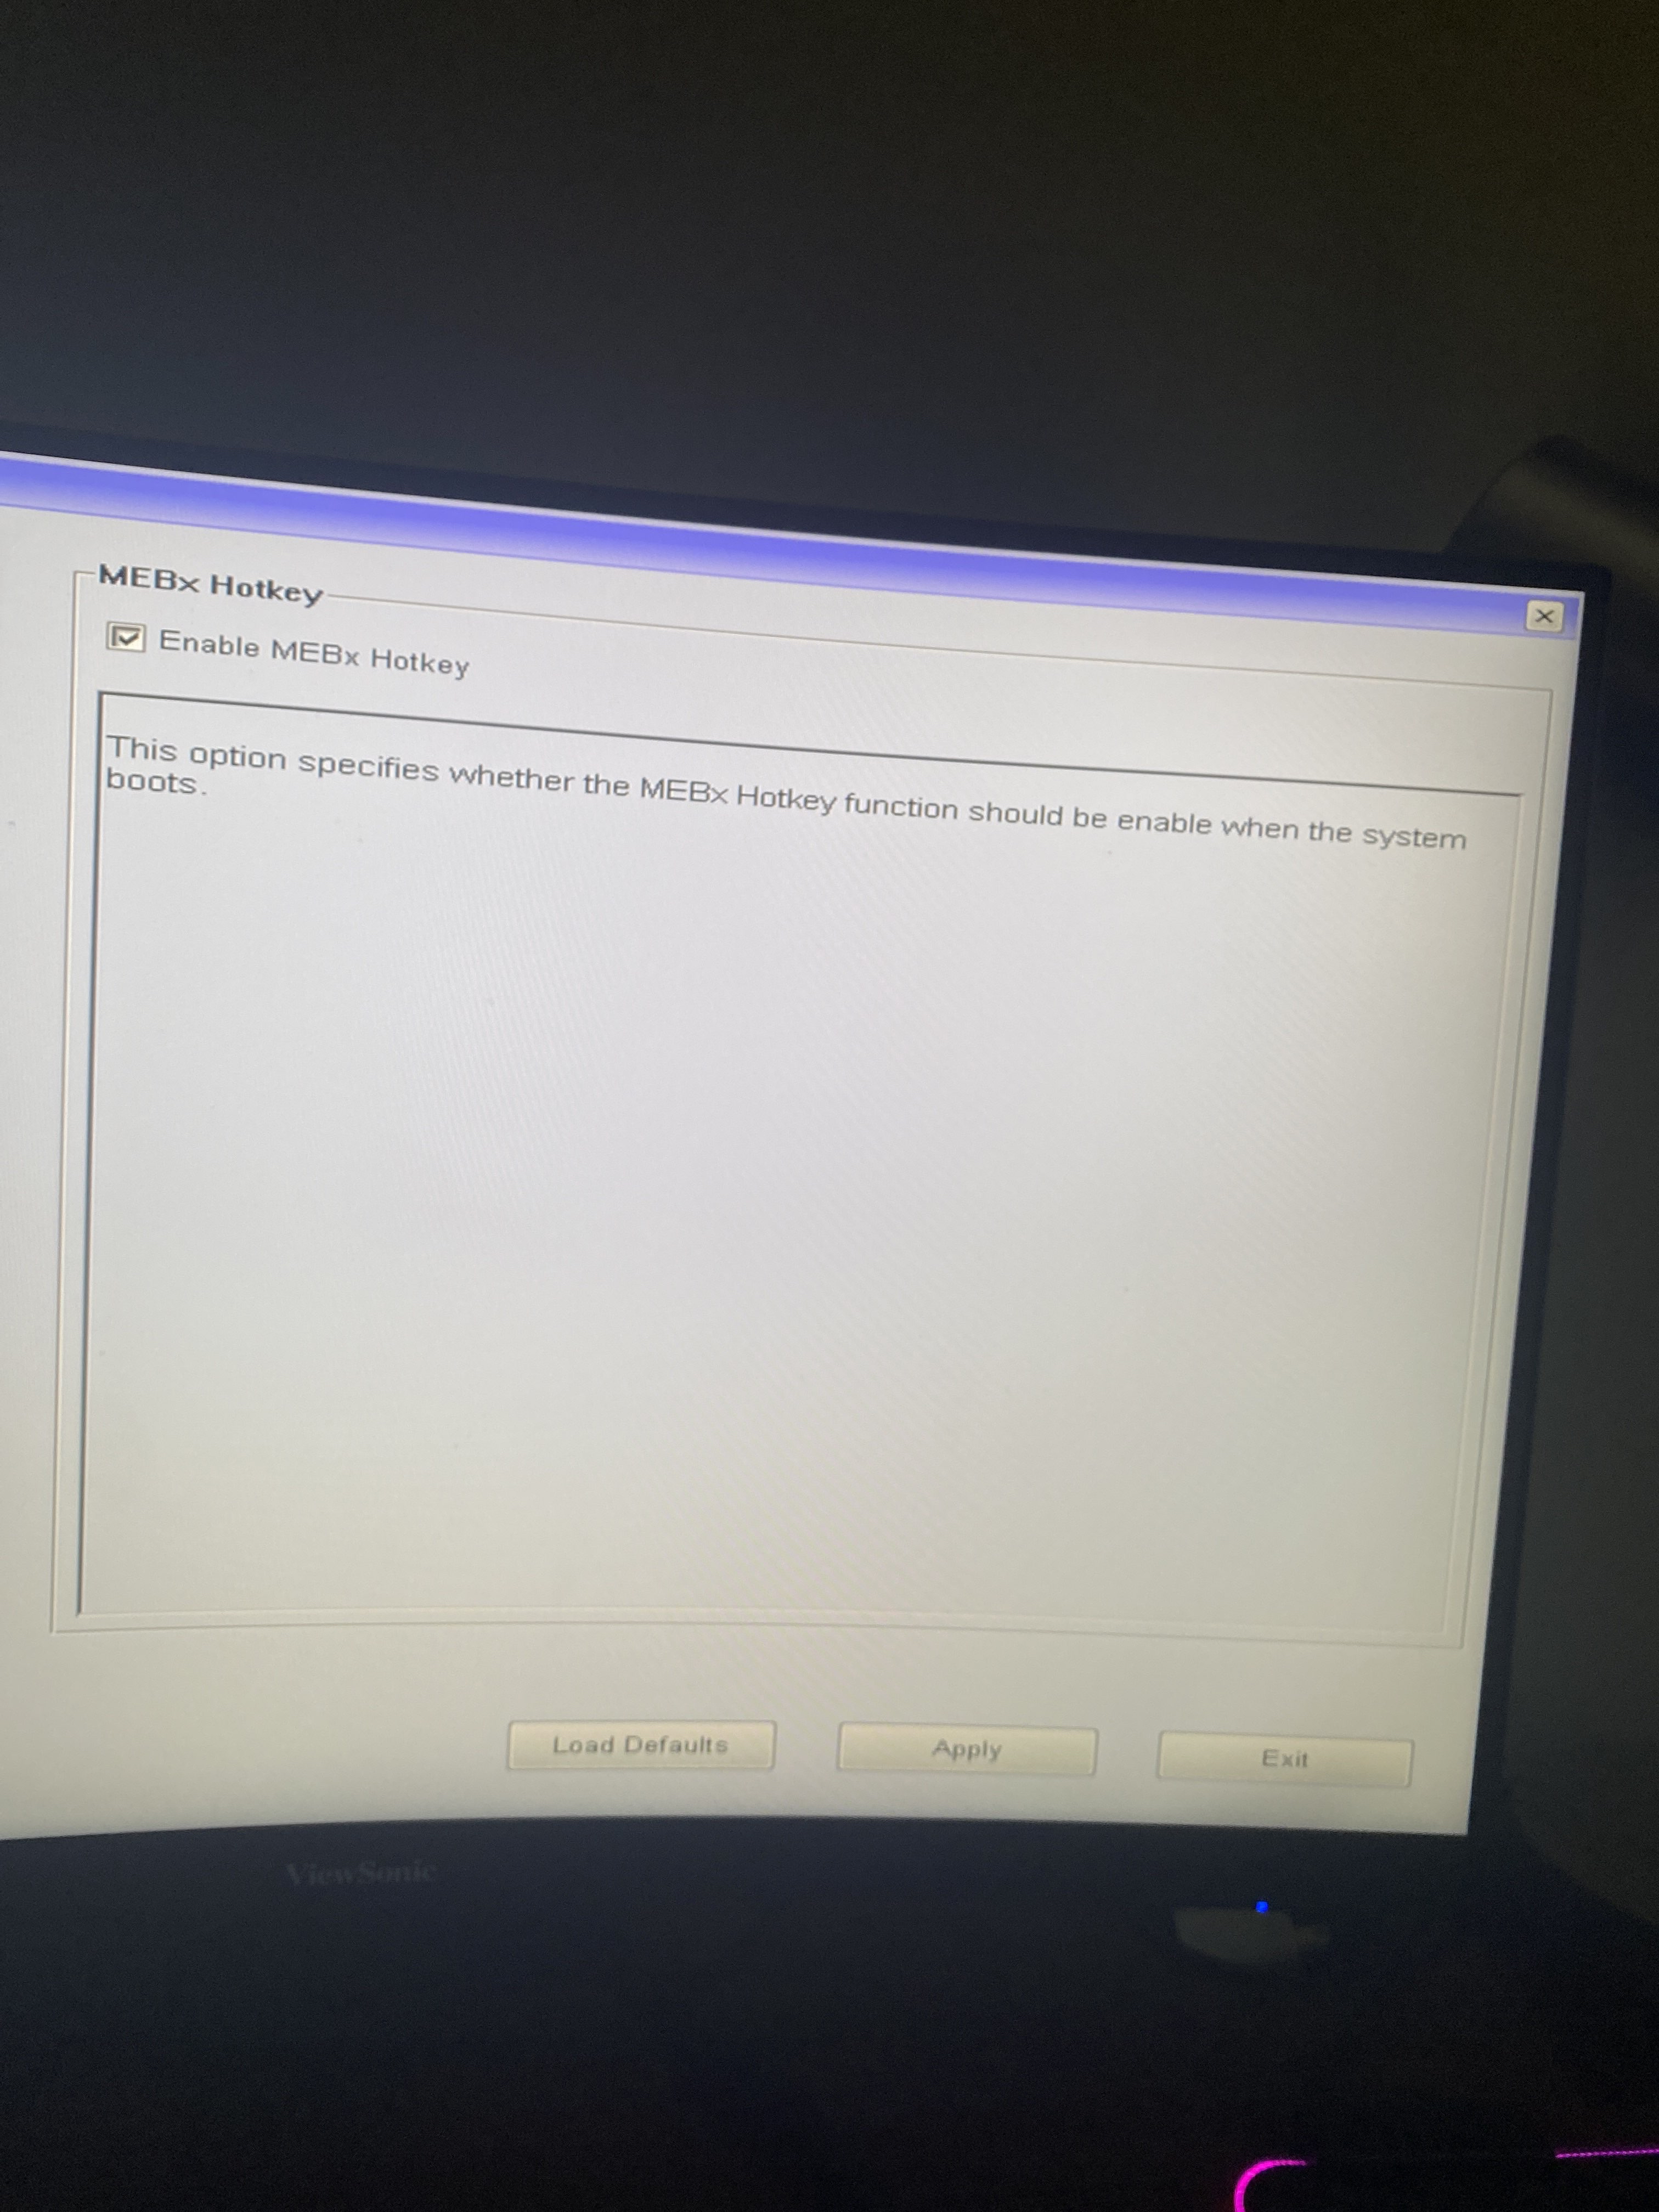 MEBx Hotkey
Enable MEBx Hotkey
This option specifies whether the MEBx Hotkey function should be enable when the system
boots.
Load Defaults
Apply
Exit
ViewSonic